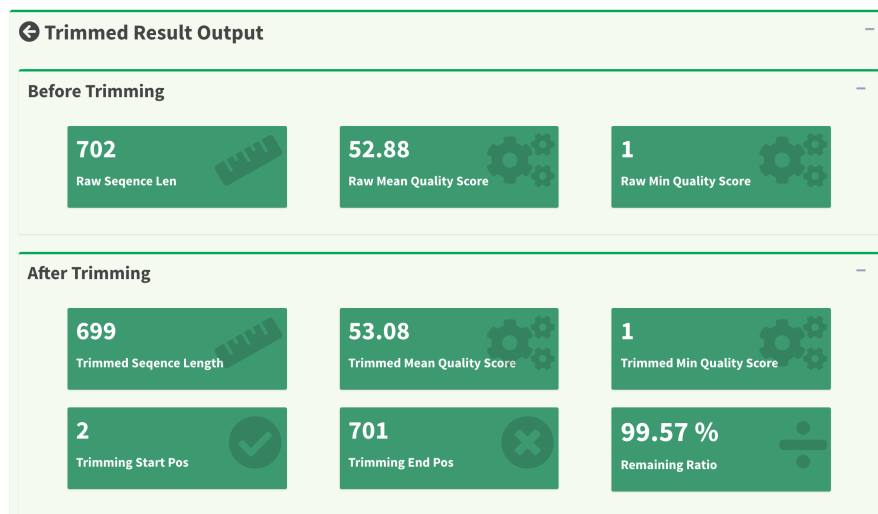 Trimmed Result Output
Before Trimming
702
Raw Seqence Len
52.88
Raw Mean Quality Score
1
Raw Min Quality Score
After Trimming
699
Trimmed Seqence Length
53.08
Trimmed Mean Quality Score
1
Trimmed Min Quality Score
2
Trimming Start Pos
701
Trimming End Pos
99.57 %
Remaining Ratio